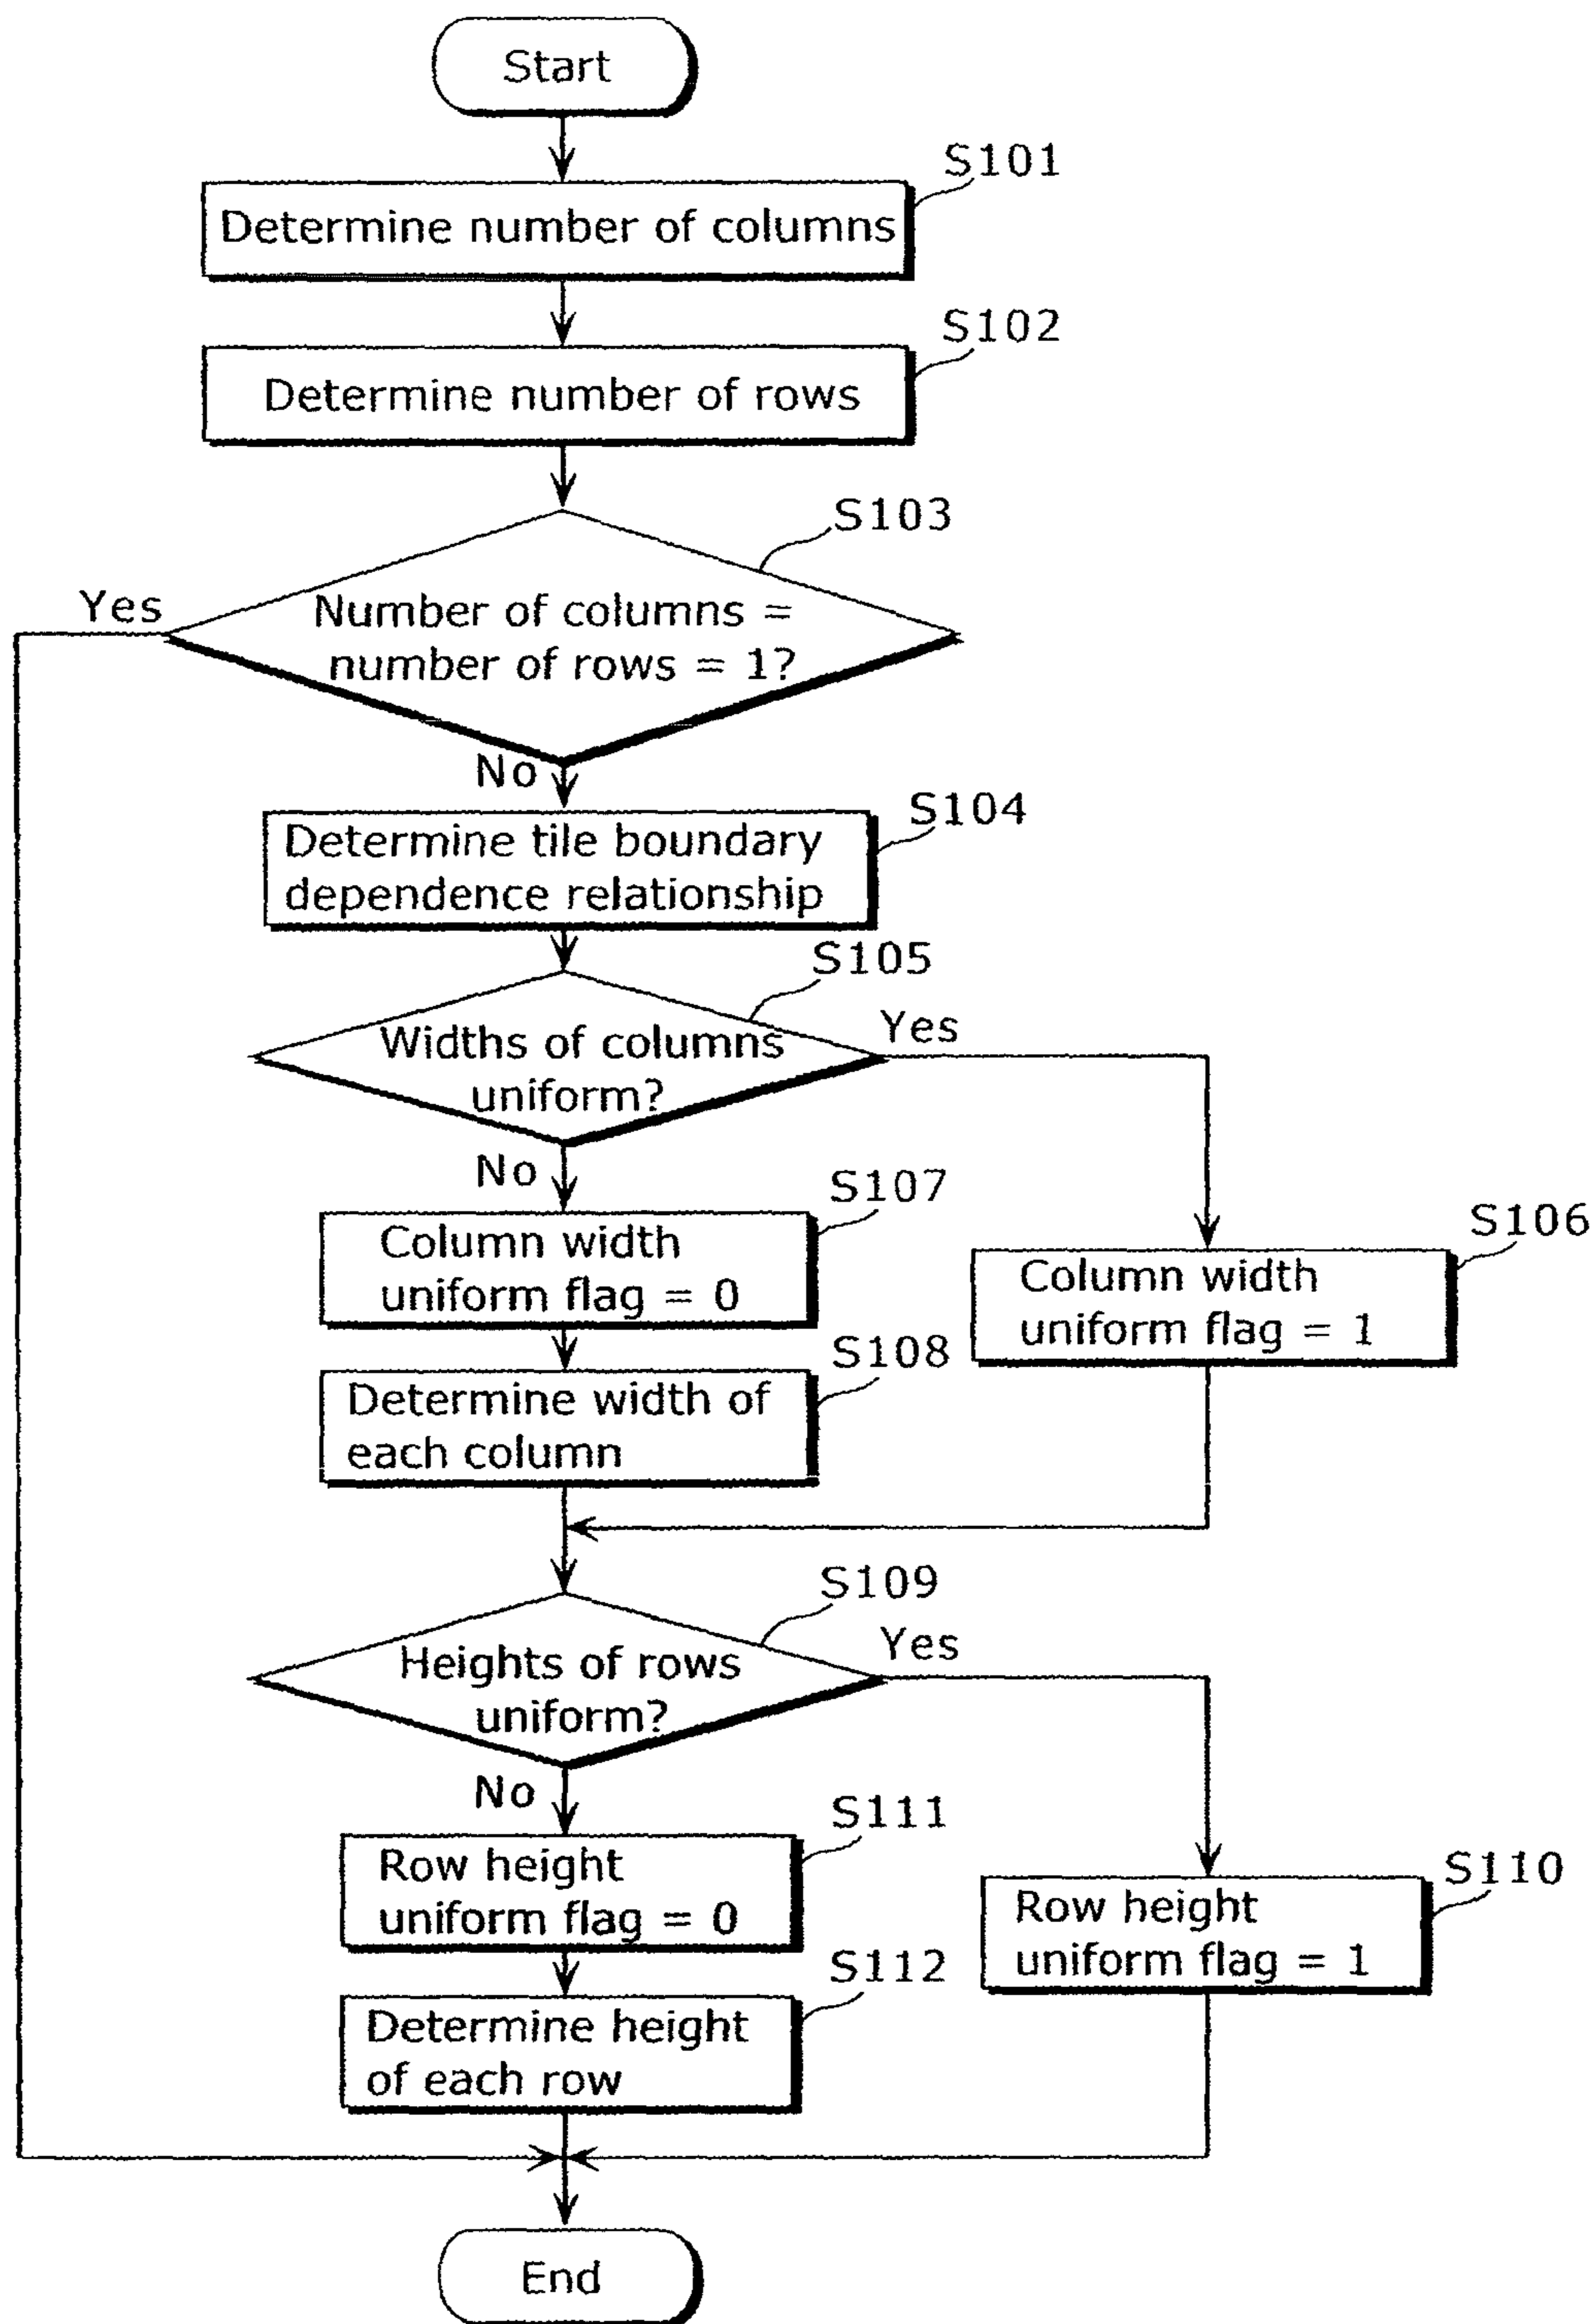 Start
S101
Determine number of columns
S102
Determine number of rows
S103
Yes
Number of columns =
number of rows = 1?
No
S104
Determine tile boundary
dependence relationship
S105
Widths of columns
uniform?
Yes
No
S107
Column width
uniform flag = 0
S106
Column width
uniform flag = 1
S108
Determine width of
each column
S109
Heights of rows
uniform?
Yes
No
S111
Row height
uniform flag = 0
S110
Row height
uniform flag = 1
S112
Determine height
of each row
End